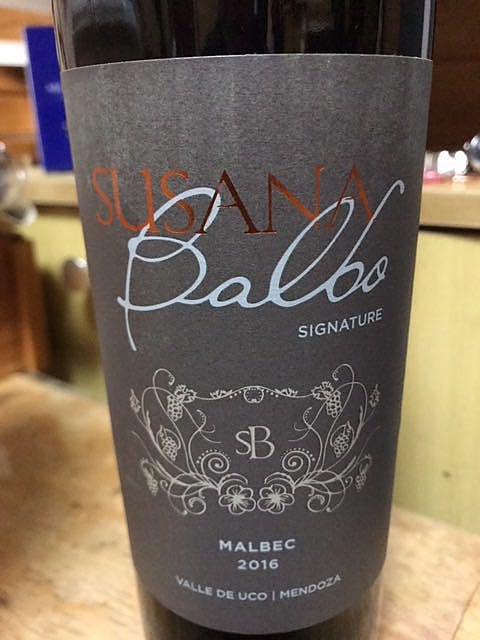 SUSANA
Balbo
SIGNATURE
SB
MALBEC
2016
VALLE DE UCO | MENDOZA